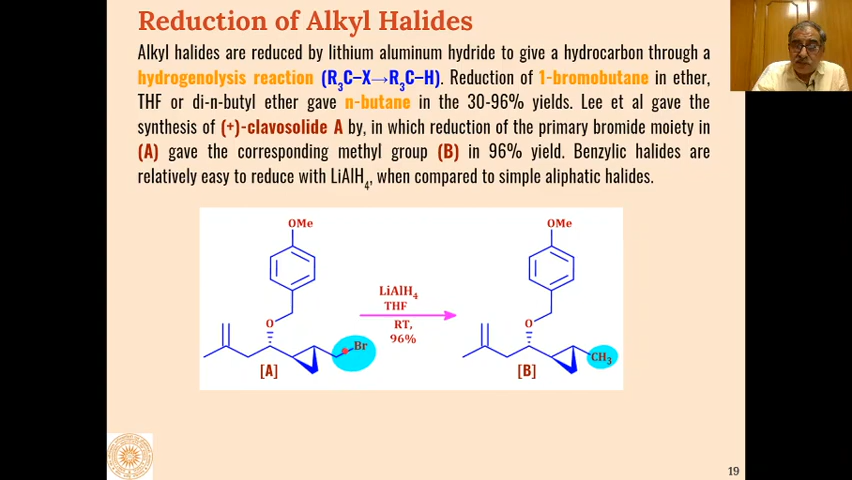 Reduction of Alkyl Halides
Alkyl halides are reduced by lithium aluminum hydride to give a hydrocarbon through a
hydrogenolysis reaction (R₃C–X→R₃C–H). Reduction of 1-bromobutane in ether,
THF or di-n-butyl ether gave n-butane in the 30-96% yields. Lee et al gave the
synthesis of (+)-clavosolide A by, in which reduction of the primary bromide moiety in
(A) gave the corresponding methyl group (B) in 96% yield. Benzylic halides are
relatively easy to reduce with LiAlH₄, when compared to simple aliphatic halides.
OMe
OMe
LiAlH₄
THF
RT,
96%
O
O
Br
CH₃
[A]
[B]
19